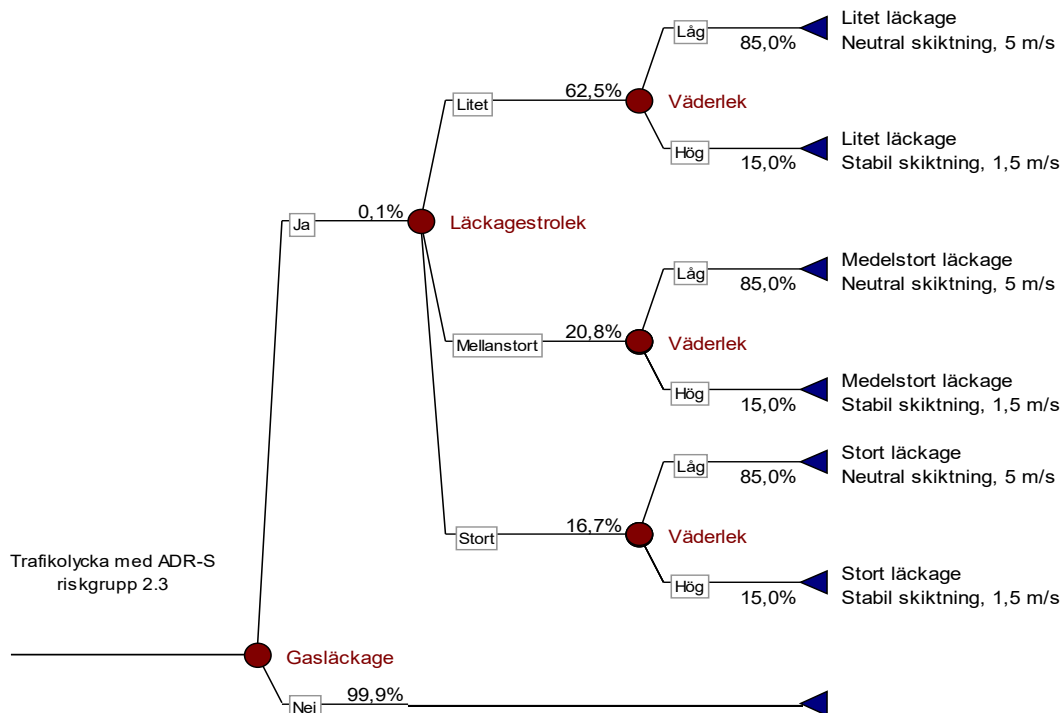 Litet läckage
Låg
85,0%
Neutral skiktning, 5 m/s
Litet
62,5%
Väderlek
Litet läckage
Hög
15,0%
Stabil skiktning, 1,5 m/s
Ja
0,1%
Läckagestrolek
Medelstort läckage
Låg
85,0%
Neutral skiktning, 5 m/s
Mellanstort
20,8%
Väderlek
Medelstort läckage
Hög
15,0%
Stabil skiktning, 1,5 m/s
Stort läckage
Låg
85,0%
Neutral skiktning, 5 m/s
Stort
16,7%
Väderlek
Stort läckage
Hög
15,0%
Stabil skiktning, 1,5 m/s
Trafikolycka med ADR-S
riskgrupp 2.3
Gasläckage
Nej
99,9%